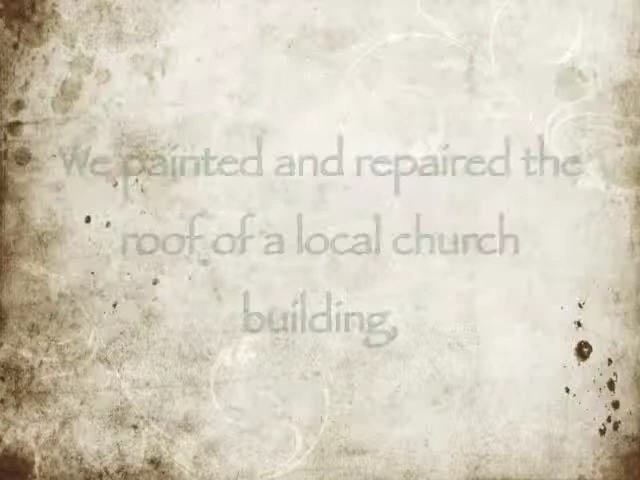 We painted and repaired the
roof of a local church
building,